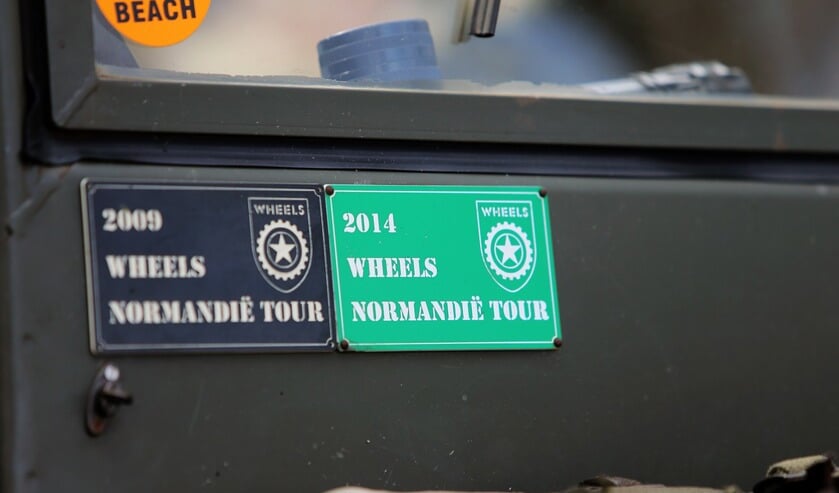 BEACH
2009
WHEELS
WHEELS
NORMANDIË TOUR
2014
WHEELS
WHEELS
NORMANDIË TOUR